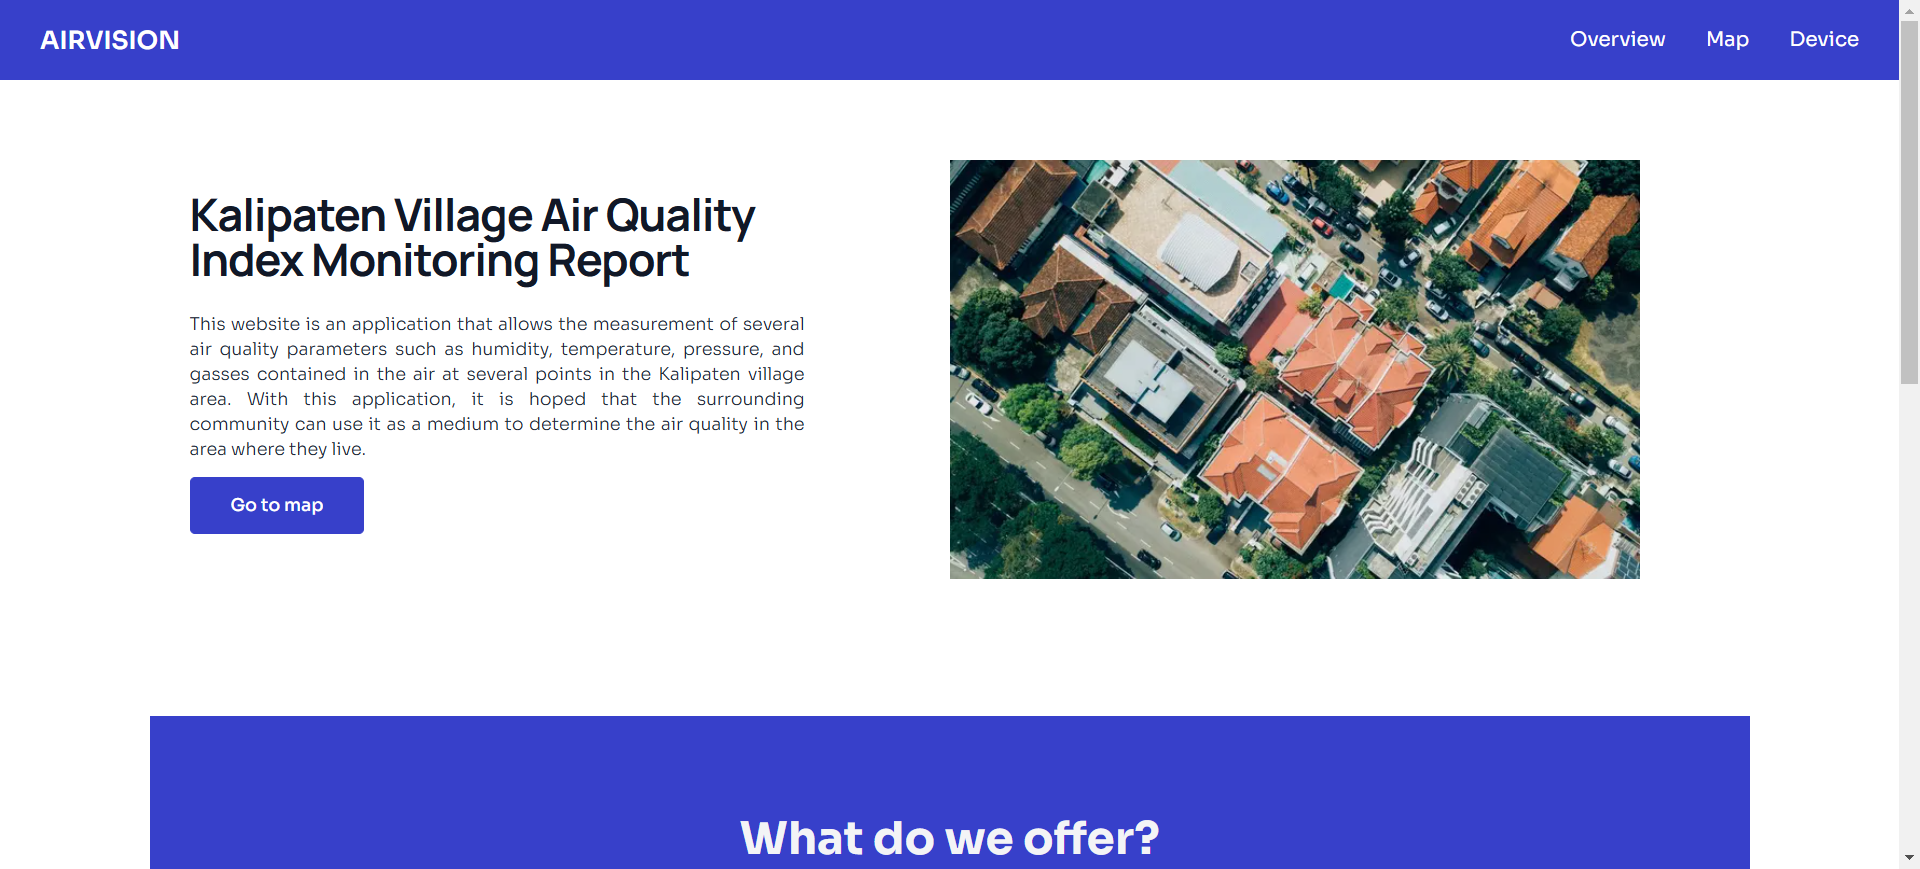 AIRVISION
Overview
Map
Device
Kalipaten Village Air Quality
Index Monitoring Report
This website is an application that allows the measurement of several
air quality parameters such as humidity, temperature, pressure, and
gasses contained in the air at several points in the Kalipaten village
area. With this application, it is hoped that the surrounding
community can use it as a medium to determine the air quality in the
area where they live.
Go to map
What do we offer?